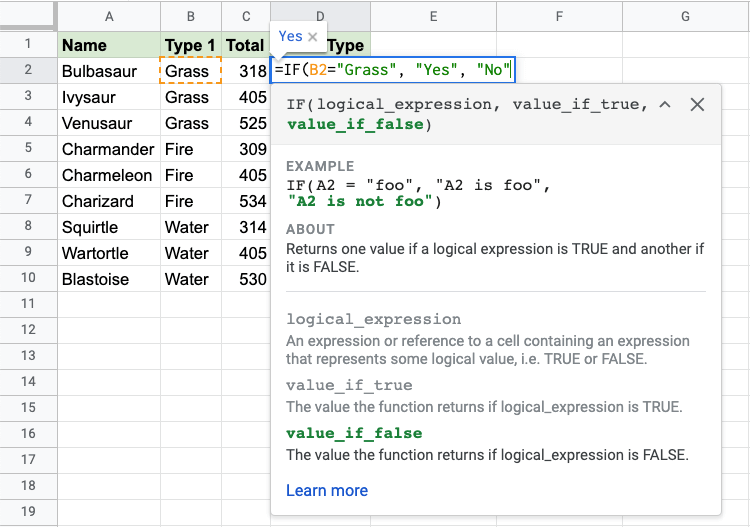 A B C D E F G
Yes ×
1 Name Type 1 Total Type
2 Bulbasaur Grass 318 =IF(B2="Grass", "Yes", "No"
3 Ivysaur Grass 405
4 Venusaur Grass 525
5 Charmander Fire 309
6 Charmeleon Fire 405
7 Charizard Fire 534
8 Squirtle Water 314
9 Wartortle Water 405
10 Blastoise Water 530
11
12
13
14
15
16
17
18
19
IF(logical_expression, value_if_true,
value_if_false)
EXAMPLE
IF(A2 = "foo", "A2 is foo",
"A2 is not foo")
ABOUT
Returns one value if a logical expression is TRUE and another if
it is FALSE.
logical_expression
An expression or reference to a cell containing an expression
that represents some logical value, i.e. TRUE or FALSE.
value_if_true
The value the function returns if logical_expression is TRUE.
value_if_false
The value the function returns if logical_expression is FALSE.
Learn more